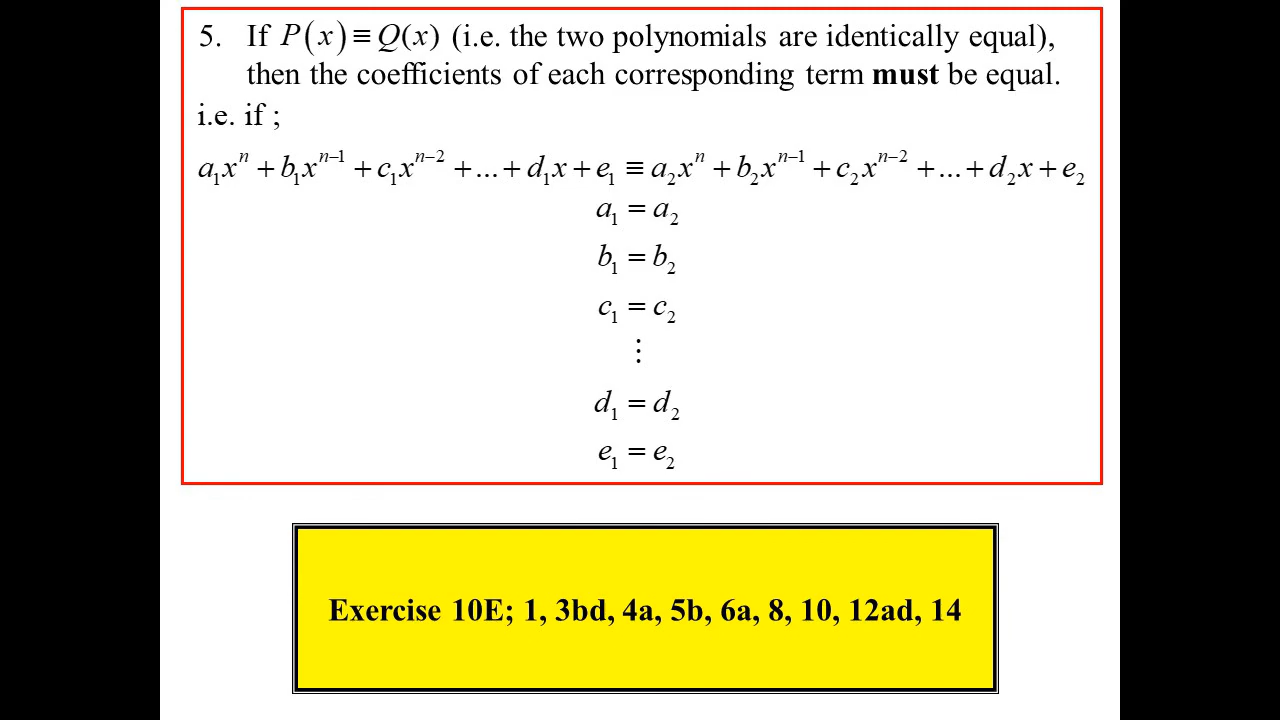 5. If P(x) ≡ Q(x) (i.e. the two polynomials are identically equal),
then the coefficients of each corresponding term must be equal.
i.e. if ;
a₁xⁿ + b₁xⁿ⁻¹ + c₁xⁿ⁻² + ... + d₁x + e₁ ≡ a₂xⁿ + b₂xⁿ⁻¹ + c₂xⁿ⁻² + ... + d₂x + e₂
a₁ = a₂
b₁ = b₂
c₁ = c₂
⋮
d₁ = d₂
e₁ = e₂
Exercise 10E; 1, 3bd, 4a, 5b, 6a, 8, 10, 12ad, 14